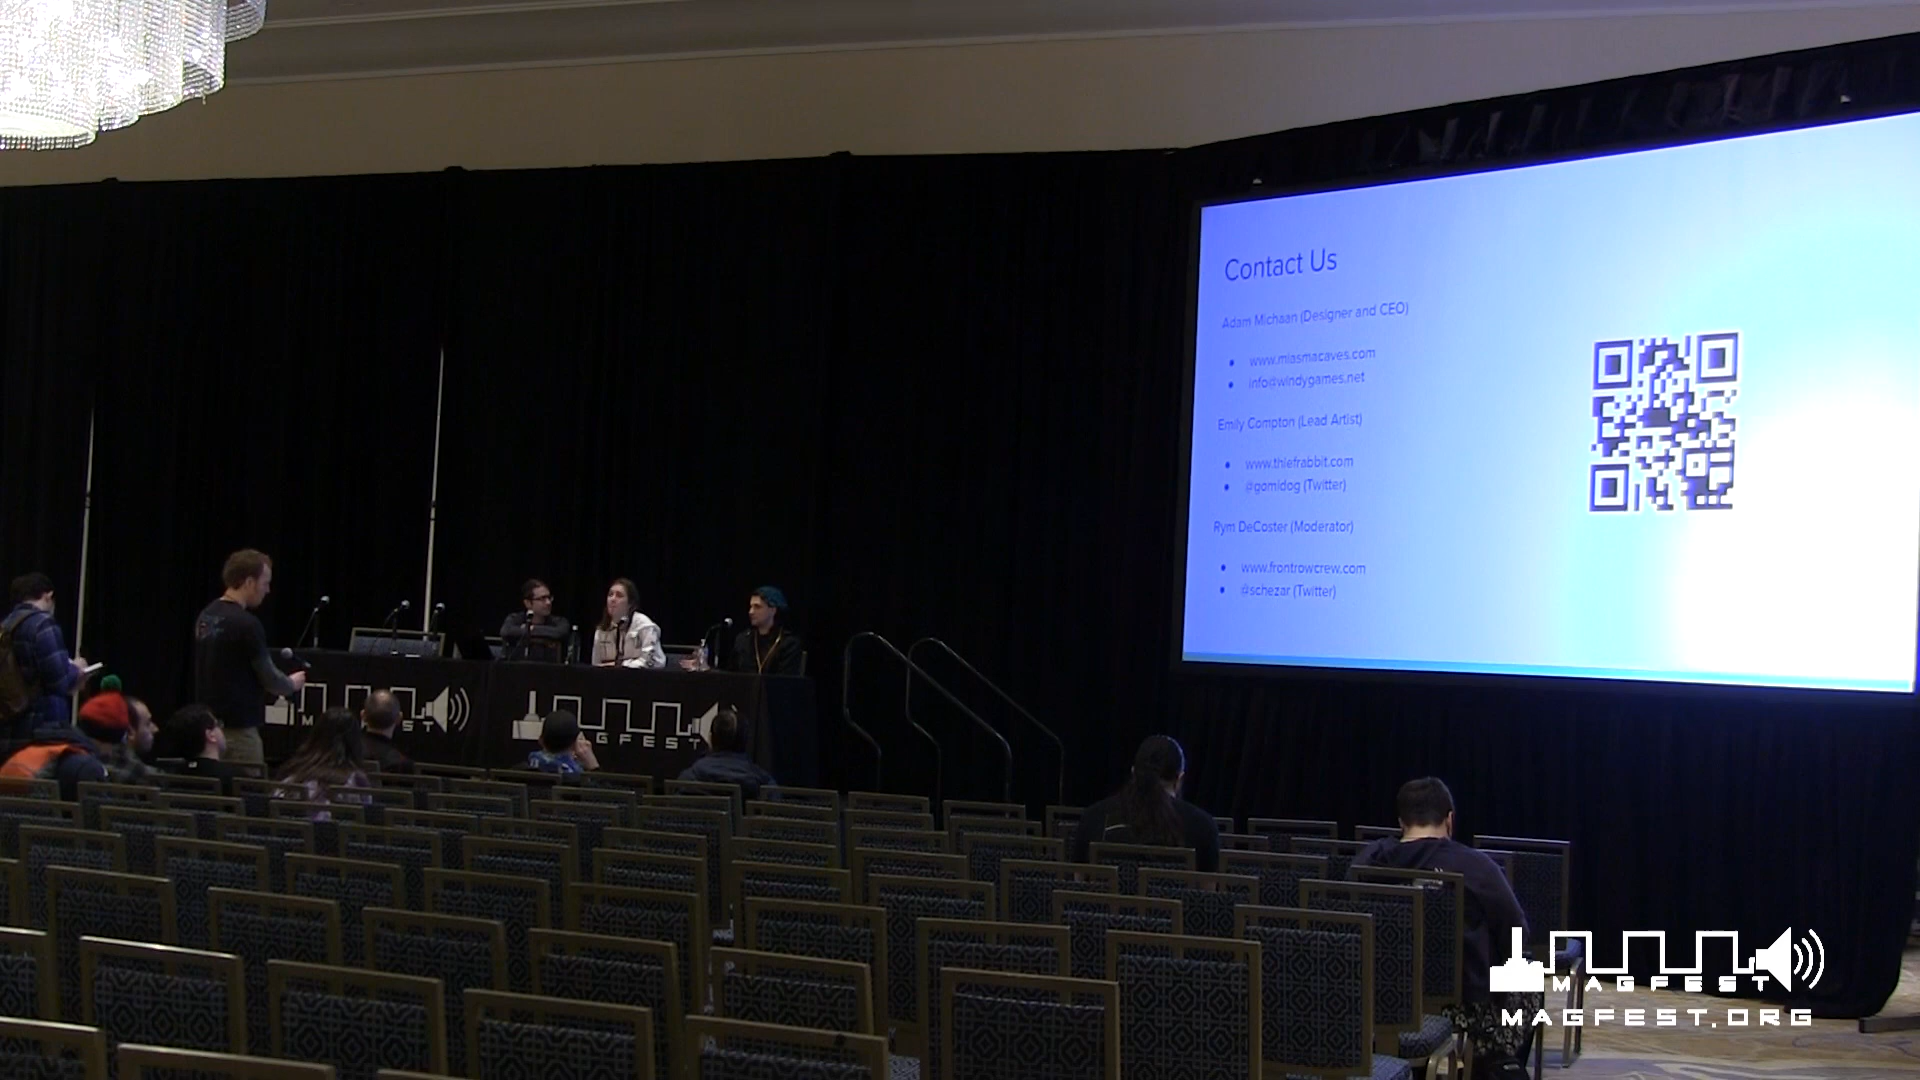 Contact Us
Adam Michaan (Designer and CEO)
www.miasmacaves.com
info@windygames.net
Emily Compton (Lead Artist)
www.thiefrabbit.com
@gomidog (Twitter)
Rym DeCoster (Moderator)
www.frontrowcrew.com
@schezar (Twitter)
MAGFEST
MAGFEST
MAGFEST.ORG